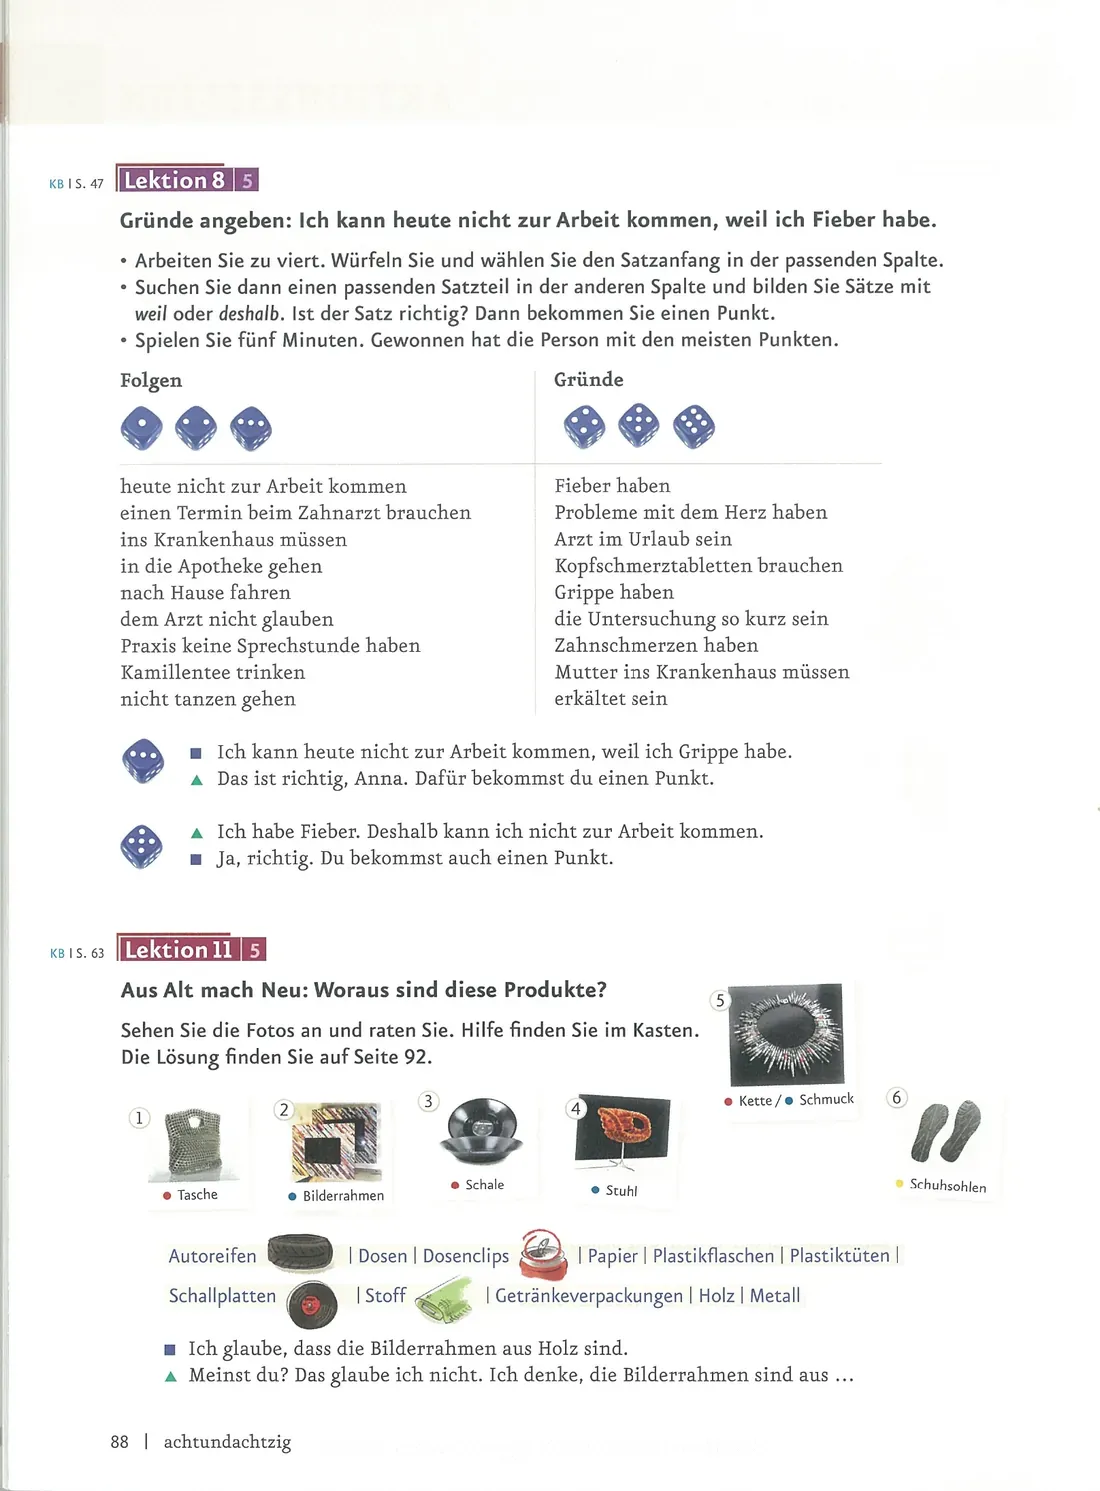 KB | S. 47 Lektion 8 | 5
Gründe angeben: Ich kann heute nicht zur Arbeit kommen, weil ich Fieber habe.
• Arbeiten Sie zu viert. Würfeln Sie und wählen Sie den Satzanfang in der passenden Spalte.
• Suchen Sie dann einen passenden Satzteil in der anderen Spalte und bilden Sie Sätze mit
weil oder deshalb. Ist der Satz richtig? Dann bekommen Sie einen Punkt.
• Spielen Sie fünf Minuten. Gewonnen hat die Person mit den meisten Punkten.
Folgen
heute nicht zur Arbeit kommen
einen Termin beim Zahnarzt brauchen
ins Krankenhaus müssen
in die Apotheke gehen
nach Hause fahren
dem Arzt nicht glauben
Praxis keine Sprechstunde haben
Kamillentee trinken
nicht tanzen gehen
Gründe
Fieber haben
Probleme mit dem Herz haben
Arzt im Urlaub sein
Kopfschmerztabletten brauchen
Grippe haben
die Untersuchung so kurz sein
Zahnschmerzen haben
Mutter ins Krankenhaus müssen
erkältet sein
■ Ich kann heute nicht zur Arbeit kommen, weil ich Grippe habe.
▲ Das ist richtig, Anna. Dafür bekommst du einen Punkt.
▲ Ich habe Fieber. Deshalb kann ich nicht zur Arbeit kommen.
■ Ja, richtig. Du bekommst auch einen Punkt.
KB | S. 63 Lektion 11 | 5
Aus Alt mach Neu: Woraus sind diese Produkte?
Sehen Sie die Fotos an und raten Sie. Hilfe finden Sie im Kasten.
Die Lösung finden Sie auf Seite 92.
1
• Tasche
2
• Bilderrahmen
3
• Schale
4
• Stuhl
5
• Kette / • Schmuck
6
• Schuhsohlen
Autoreifen | Dosen | Dosenclips | Papier | Plastikflaschen | Plastiktüten |
Schallplatten | Stoff | Getränkeverpackungen | Holz | Metall
■ Ich glaube, dass die Bilderrahmen aus Holz sind.
▲ Meinst du? Das glaube ich nicht. Ich denke, die Bilderrahmen sind aus ...
88 | achtundachtzig